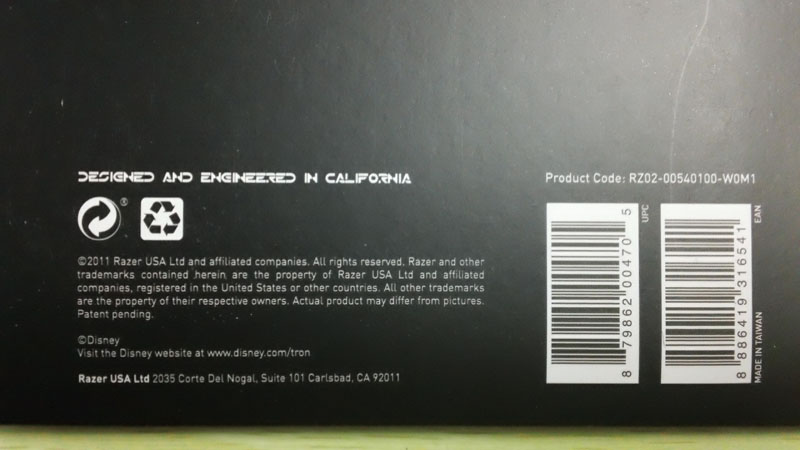 DESIGNED AND ENGINEERED IN CALIFORNIA
®
©2011 Razer USA Ltd and affiliated companies. All rights reserved. Razer and other
trademarks contained herein are the property of Razer USA Ltd and affiliated
companies, registered in the United States or other countries. All other trademarks
are the property of their respective owners. Actual product may differ from pictures.
Patent pending.
©Disney
Visit the Disney website at www.disney.com/tron
Razer USA Ltd 2035 Corte Del Nogal, Suite 101 Carlsbad, CA 92011
Product Code: RZ02-00540100-W0M1
8 79862 00470 5
UPC
8 886419 316541
EAN
MADE IN TAIWAN